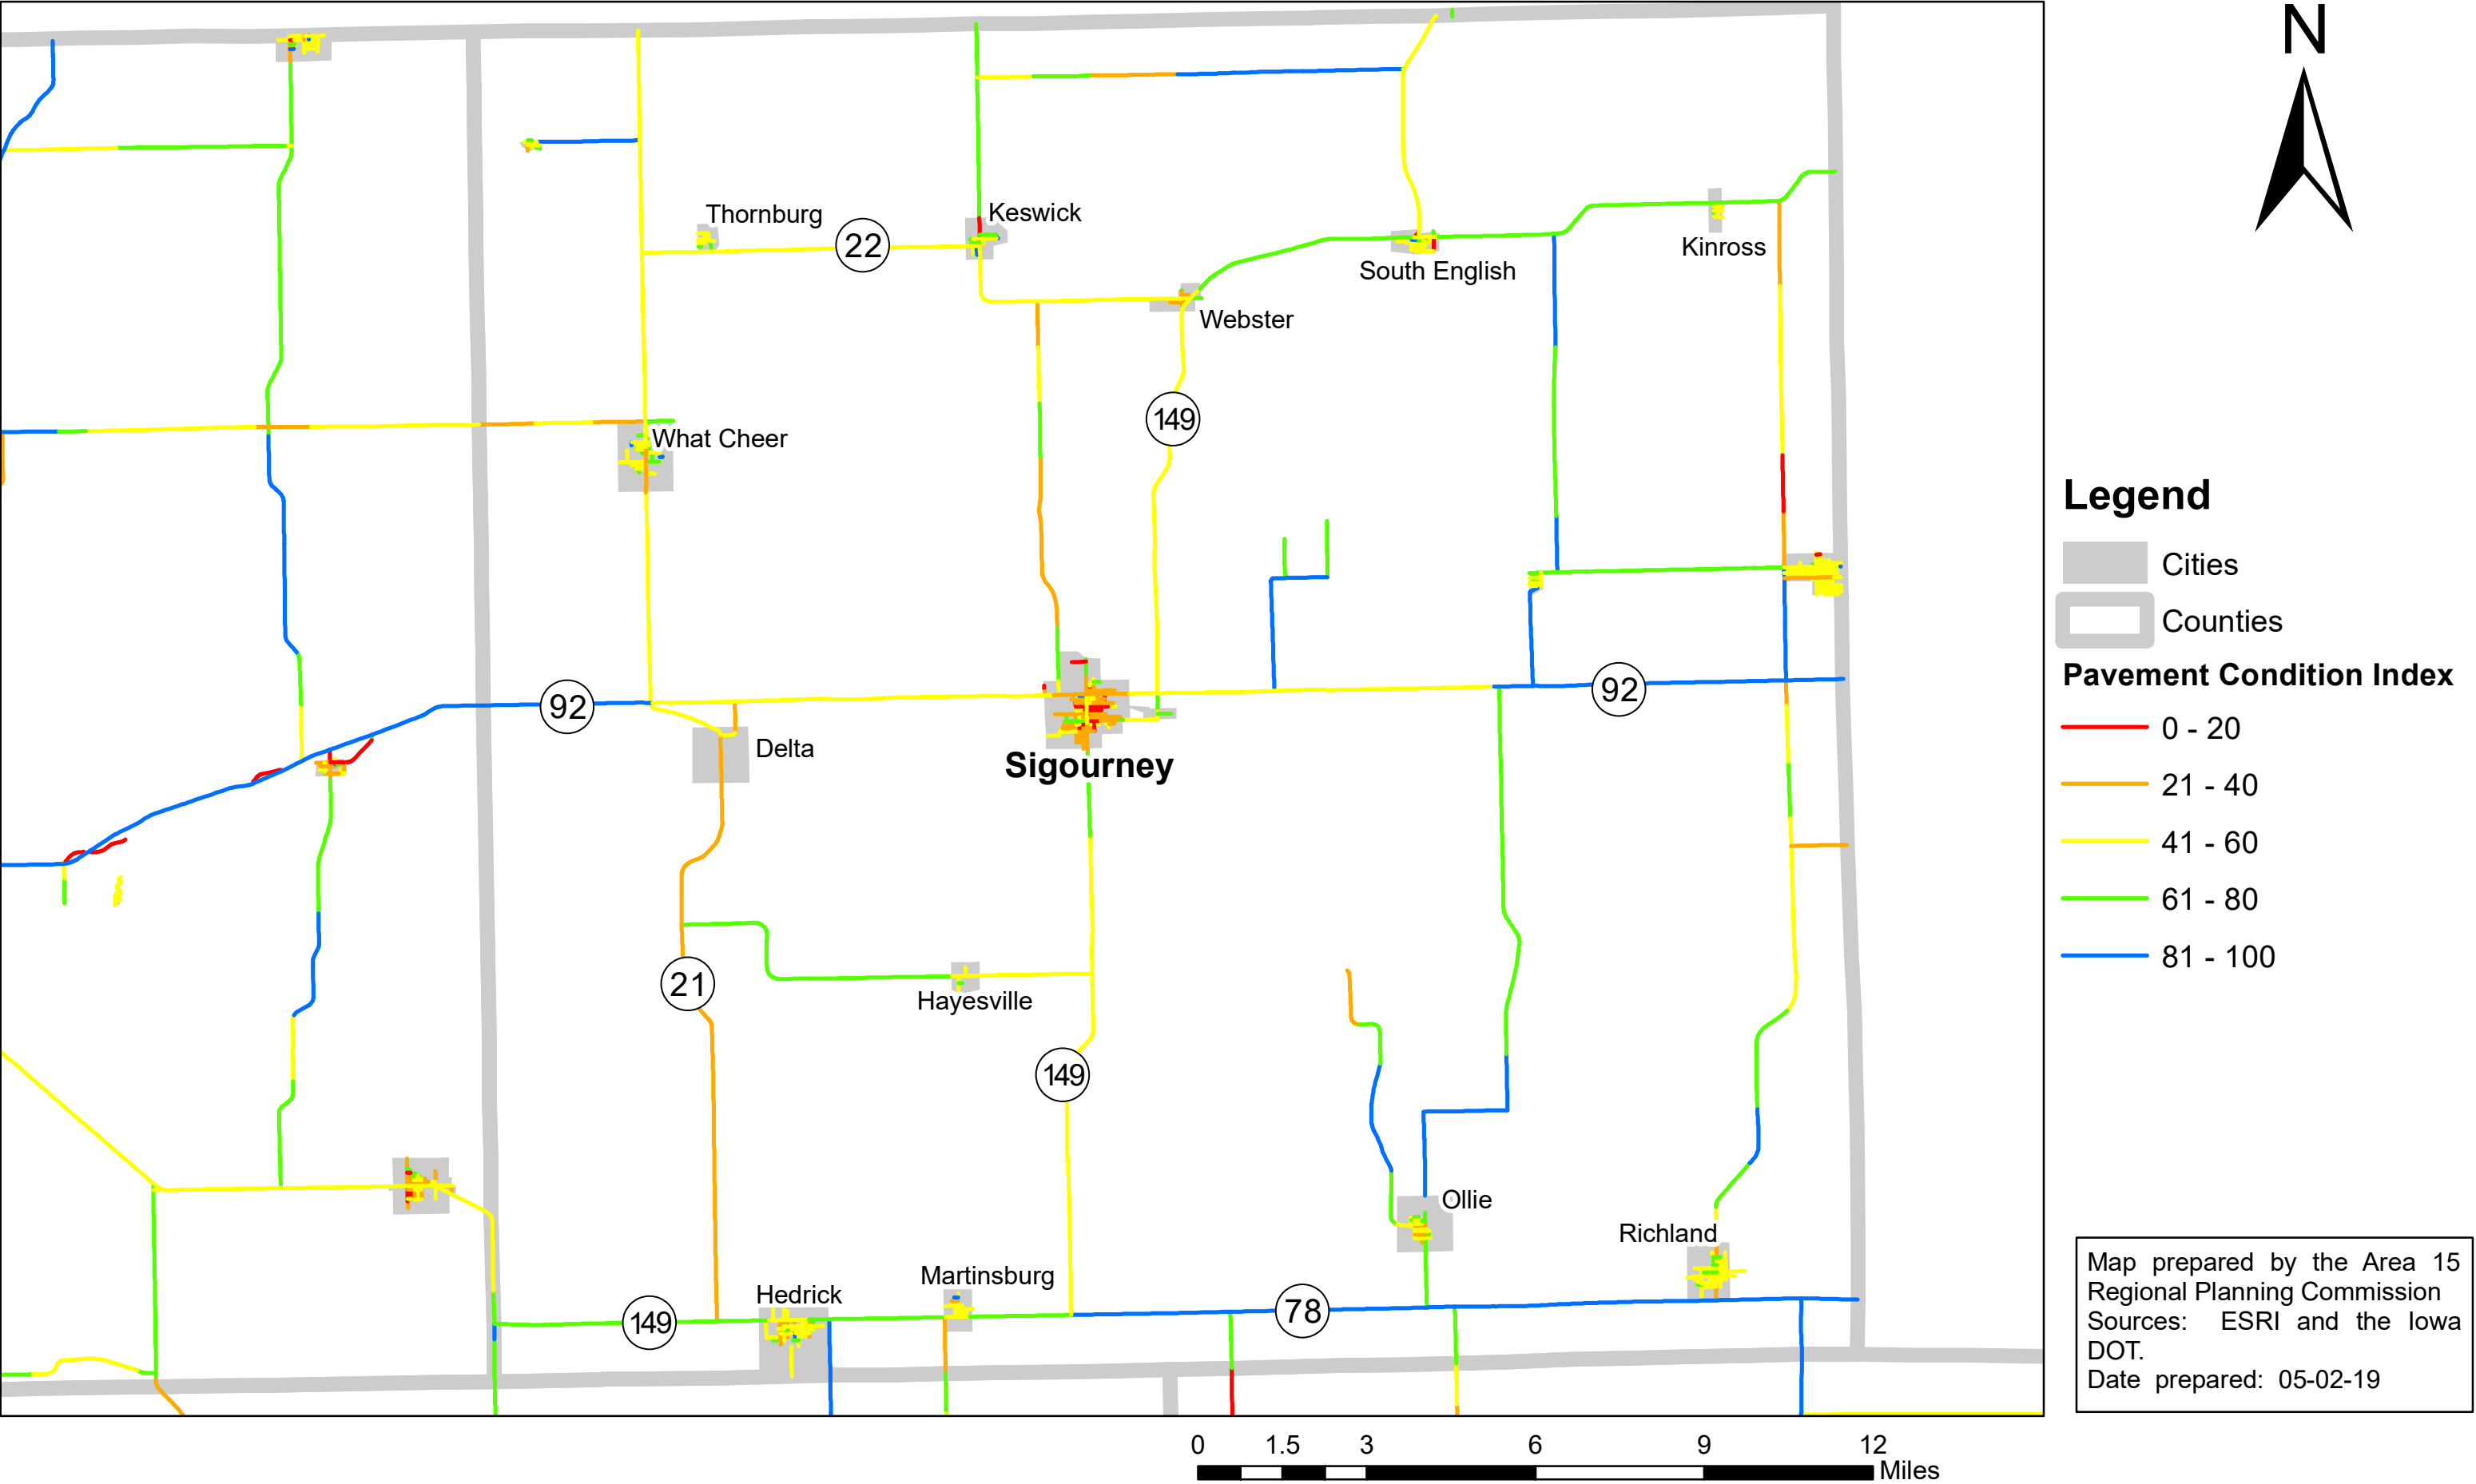 N
Thornburg
Keswick
22
Kinross
South English
Webster
149
What Cheer
Legend
Cities
Counties
92
92
Pavement Condition Index
Delta
Sigourney
0 - 20
21 - 40
41 - 60
61 - 80
81 - 100
21
Hayesville
149
Ollie
Richland
Martinsburg
Hedrick
149
78
Map prepared by the Area 15
Regional Planning Commission
Sources: ESRI and the Iowa
DOT.
Date prepared: 05-02-19
0 1.5 3 6 9 12
Miles